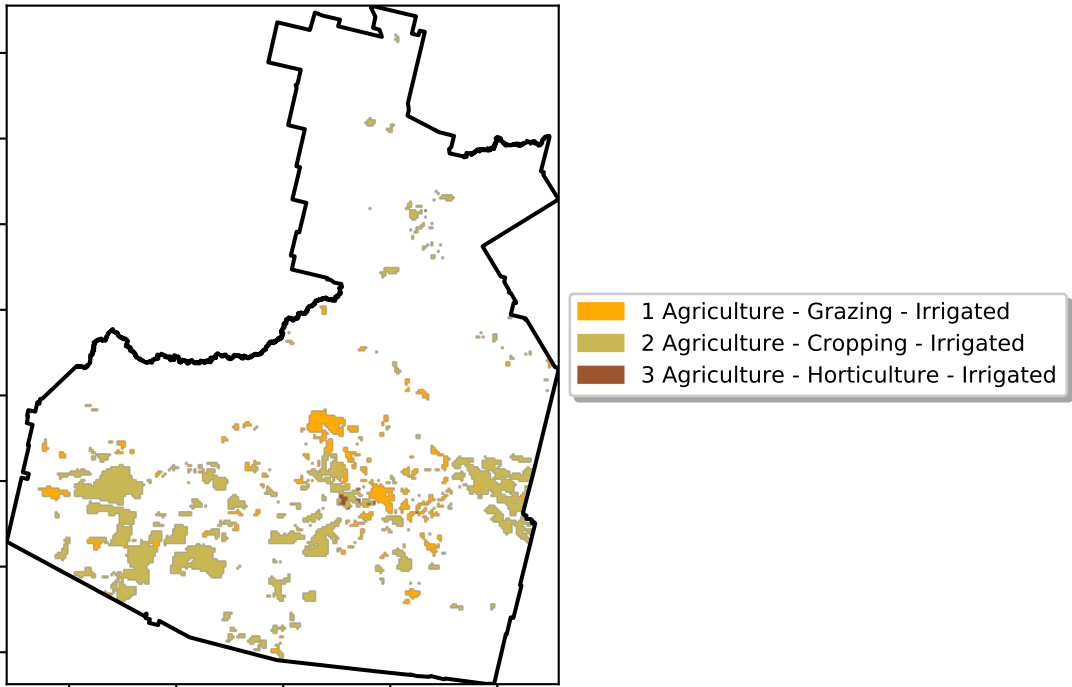 1 Agriculture - Grazing - Irrigated
2 Agriculture - Cropping - Irrigated
3 Agriculture - Horticulture - Irrigated